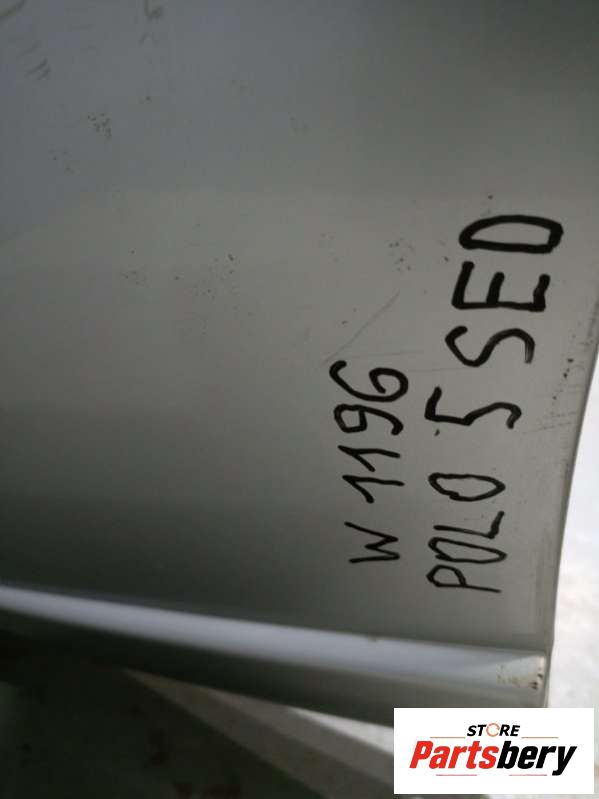 W 1196
POLO 5 SED
STORE
Partsbery